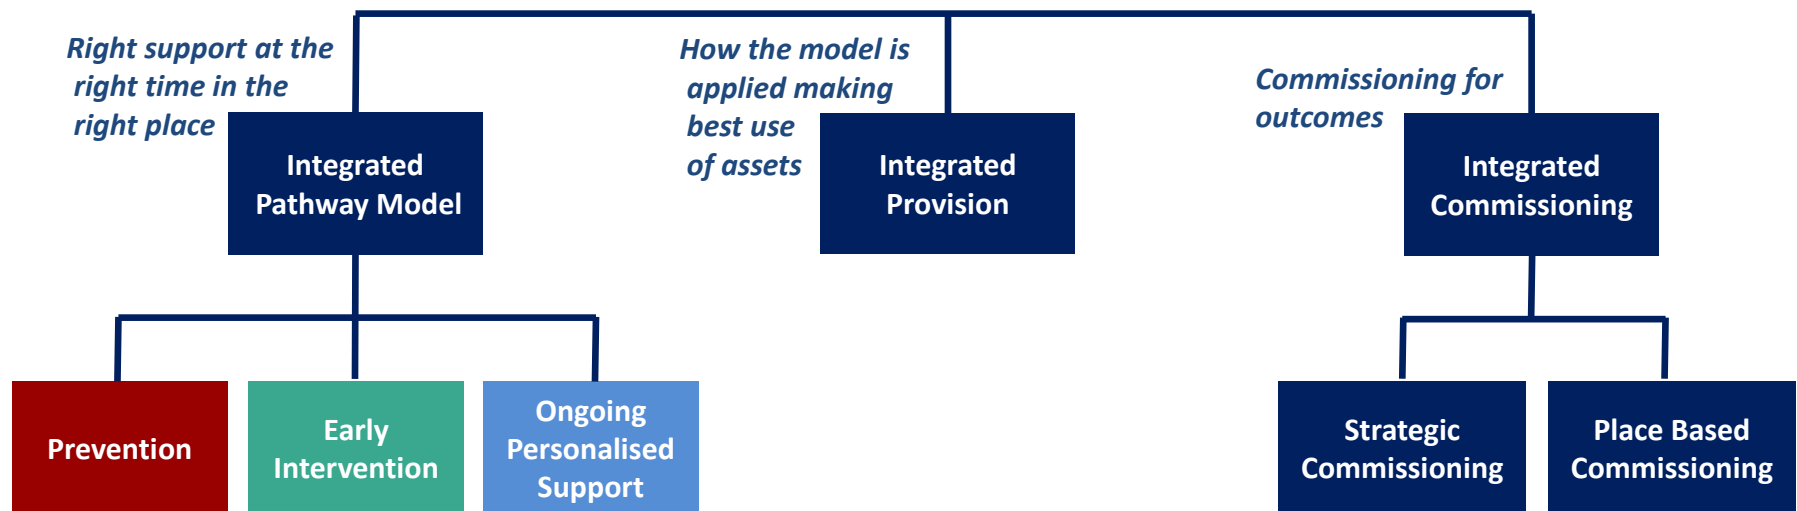 Right support at the
right time in the
right place
How the model is
applied making
best use
of assets
Commissioning for
outcomes
Integrated
Pathway Model
Integrated
Provision
Integrated
Commissioning
Prevention
Early
Intervention
Ongoing
Personalised
Support
Strategic
Commissioning
Place Based
Commissioning